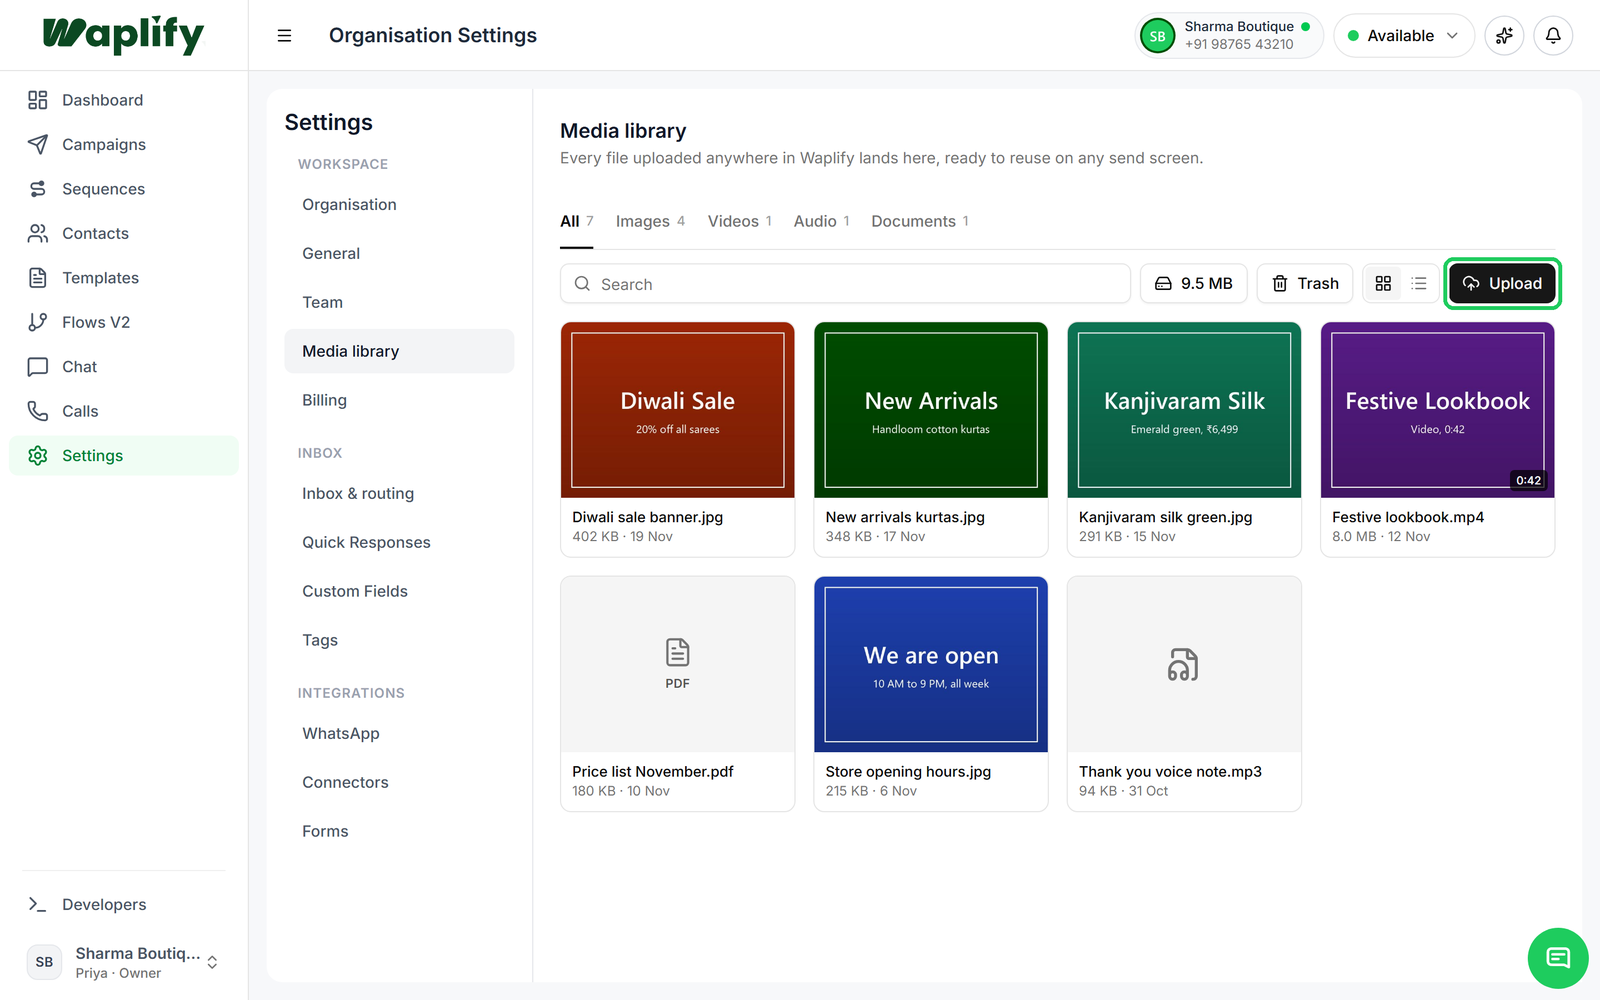 Waplify
Organisation Settings
SB
Sharma Boutique
+91 98765 43210
Available
Dashboard
Campaigns
Sequences
Contacts
Templates
Flows V2
Chat
Calls
Settings
Developers
SB
Sharma Boutiq...
Priya · Owner
Settings
WORKSPACE
Organisation
General
Team
Media library
Billing
INBOX
Inbox & routing
Quick Responses
Custom Fields
Tags
INTEGRATIONS
WhatsApp
Connectors
Forms
Media library
Every file uploaded anywhere in Waplify lands here, ready to reuse on any send screen.
All 7 Images 4 Videos 1 Audio 1 Documents 1
Search
9.5 MB
Trash
Upload
Diwali Sale
20% off all sarees
Diwali sale banner.jpg
402 KB · 19 Nov
New Arrivals
Handloom cotton kurtas
New arrivals kurtas.jpg
348 KB · 17 Nov
Kanjivaram Silk
Emerald green, ₹6,499
Kanjivaram silk green.jpg
291 KB · 15 Nov
Festive Lookbook
Video, 0:42
0:42
Festive lookbook.mp4
8.0 MB · 12 Nov
PDF
Price list November.pdf
180 KB · 10 Nov
We are open
10 AM to 9 PM, all week
Store opening hours.jpg
215 KB · 6 Nov
Thank you voice note.mp3
94 KB · 31 Oct